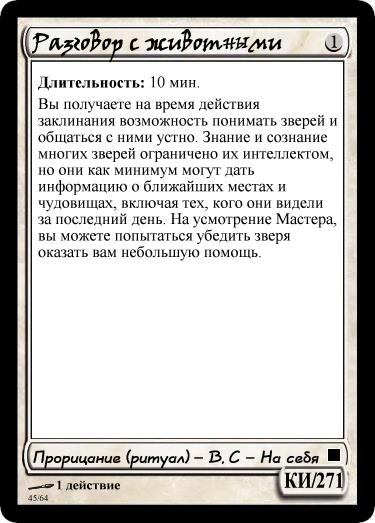 Разговор с животными 1
Длительность: 10 мин.
Вы получаете на время действия
заклинания возможность понимать зверей и
общаться с ними устно. Знание и сознание
многих зверей ограничено их интеллектом,
но они как минимум могут дать
информацию о ближайших местах и
чудовищах, включая тех, кого они видели
за последний день. На усмотрение Мастера,
вы можете попытаться убедить зверя
оказать вам небольшую помощь.
Прорицание (ритуал) – В, С – На себя
КИ/271
1 действие
45/64